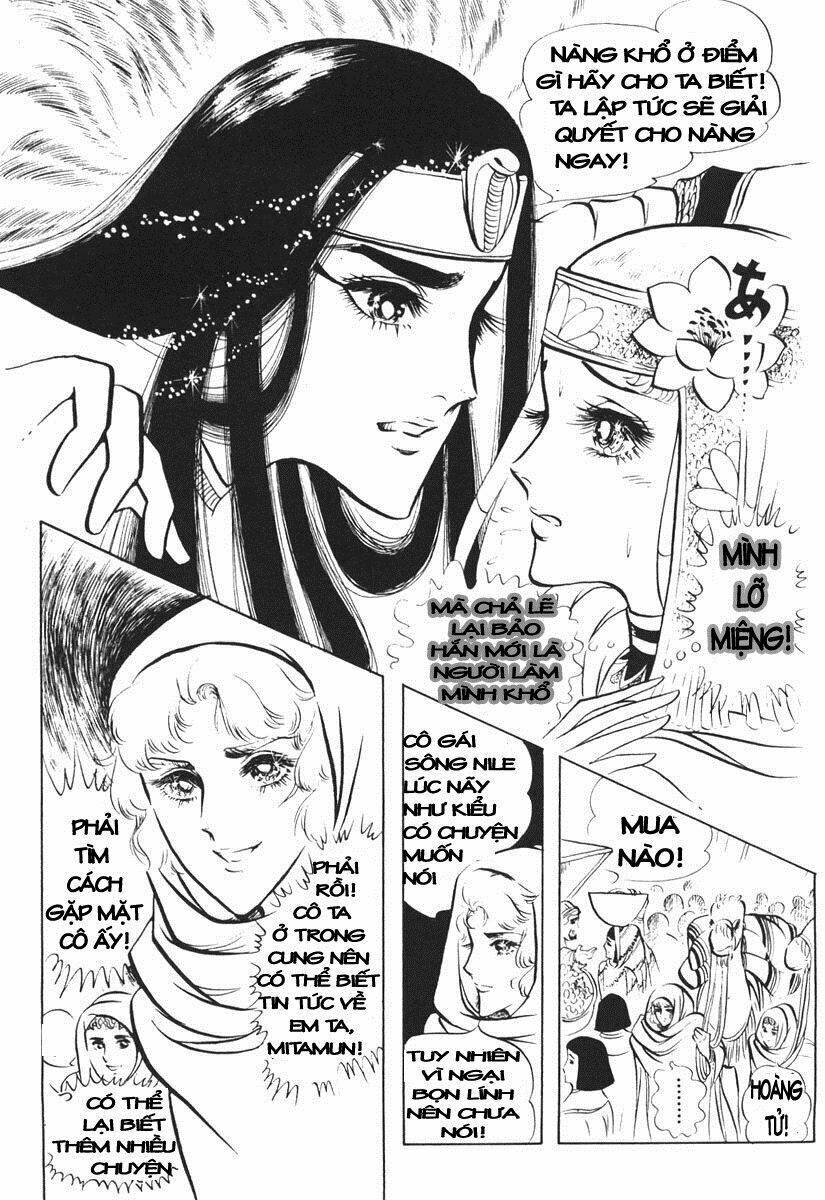 NÀNG KHỔ Ở ĐIỂM
GÌ HÃY CHO TA BIẾT!
TA LẬP TỨC SẼ GIẢI
QUYẾT CHO NÀNG
NGAY!
あ……
MÌNH
LỠ
MIỆNG!
MÀ CHẢ LẼ
LẠI BẢO
HẮN MỚI LÀ
NGƯỜI LÀM
MÌNH KHỔ
MUA
NÀO!
HOÀNG
TỬ!
........
CÔ GÁI
SÔNG NILE
LÚC NÃY
NHƯ KIỂU
CÓ CHUYỆN
MUỐN
NÓI
TUY NHIÊN
VÌ NGẠI
BỌN LÍNH
NÊN CHƯA
NÓI!
PHẢI
RỒI!
CÔ TA
Ở TRONG
CUNG NÊN
CÓ THỂ BIẾT
TIN TỨC VỀ
EM TA,
MITAMUN!
PHẢI
TÌM
CÁCH
GẶP MẶT
CÔ ẤY!
CÓ THỂ
LẠI BIẾT
THÊM NHIỀU
CHUYỆN